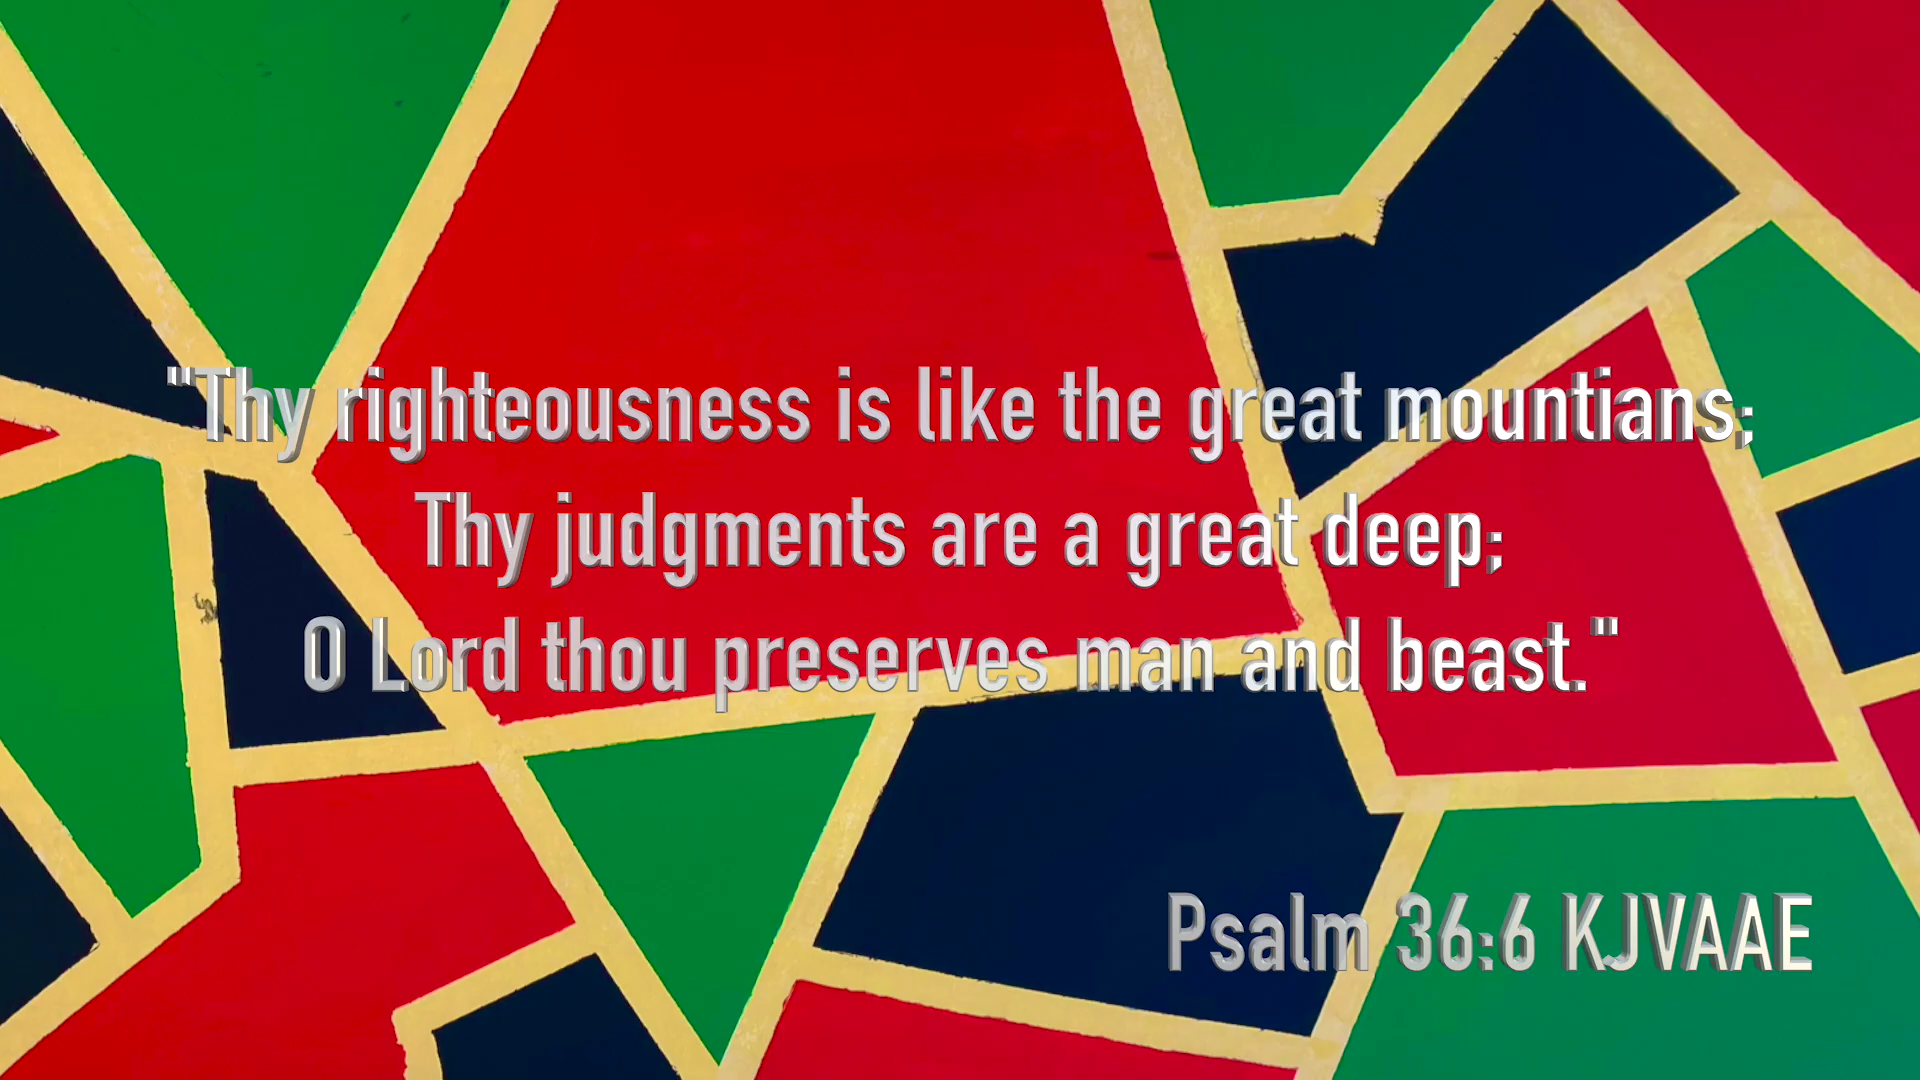 "Thy righteousness is like the great mountians;
Thy judgments are a great deep;
O Lord thou preserves man and beast."
Psalm 36:6 KJVAAE